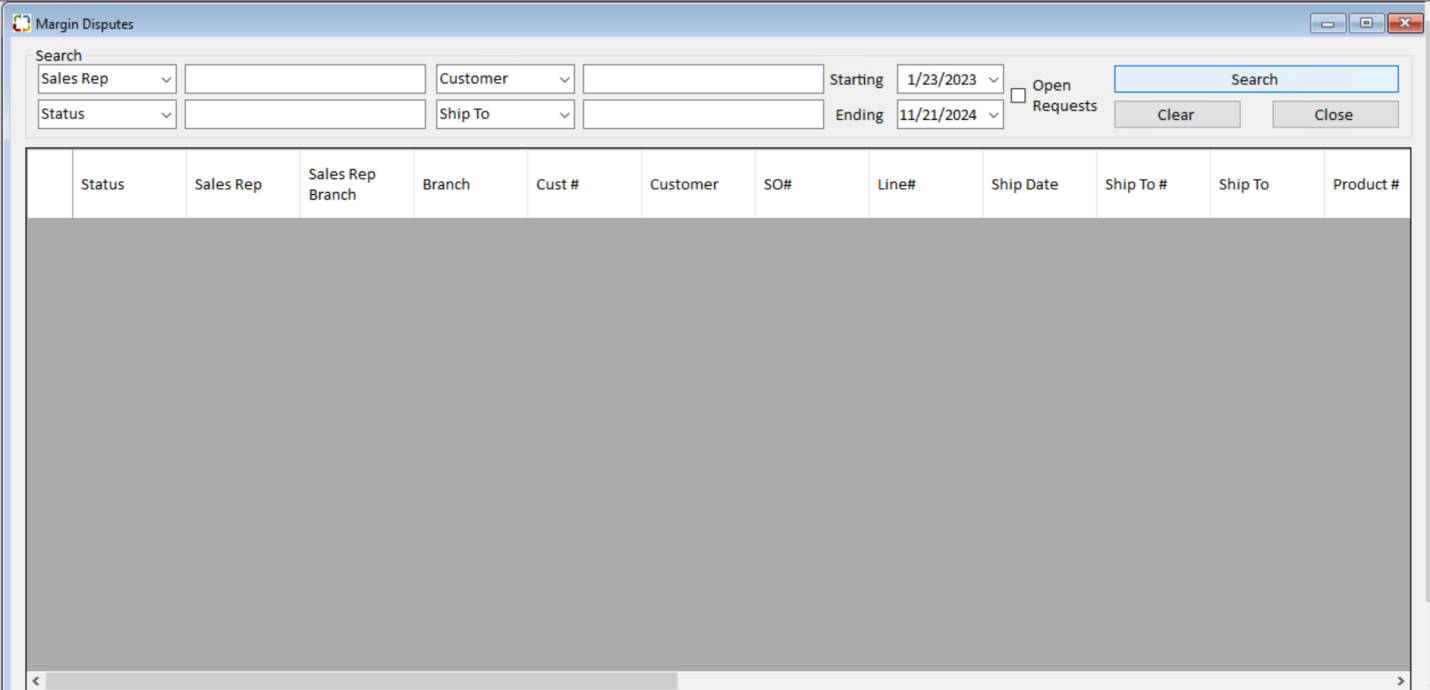 Margin Disputes
Search
Sales Rep Customer Starting 1/23/2023 Open Requests Search
Status Ship To Ending 11/21/2024 Clear Close
Status Sales Rep Sales Rep Branch Branch Cust # Customer SO# Line# Ship Date Ship To # Ship To Product #